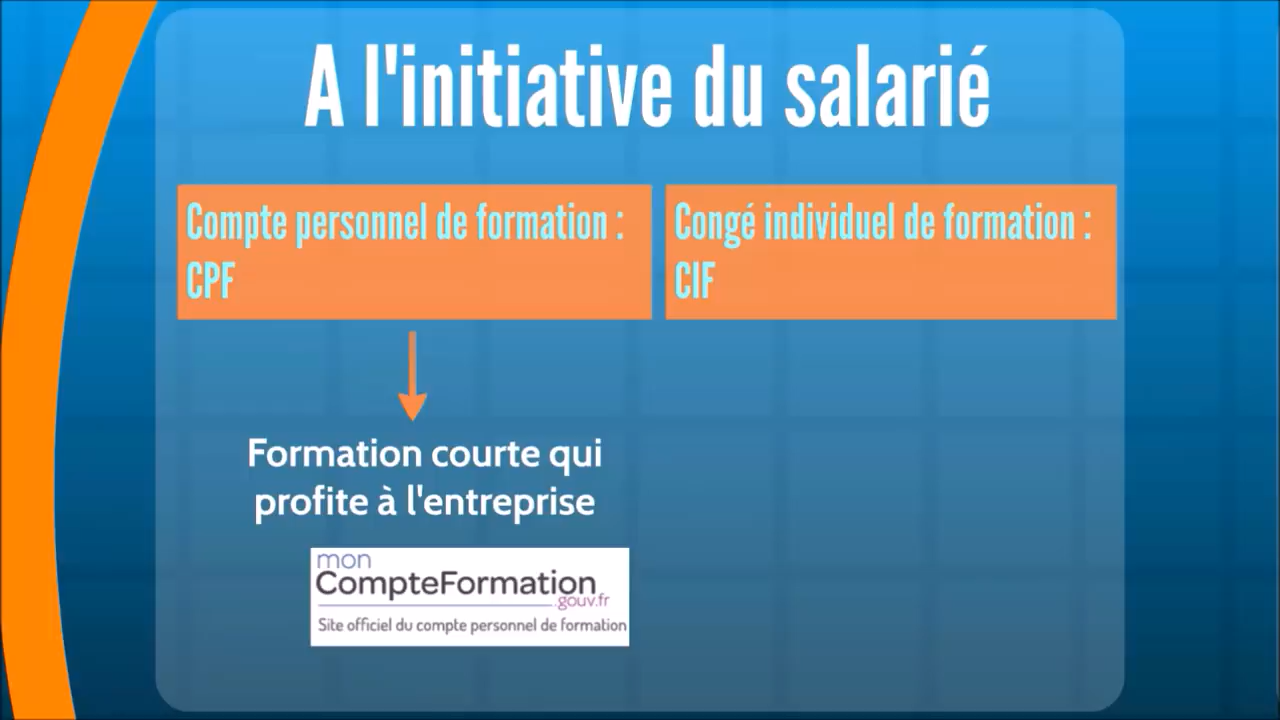 A l'initiative du salarié
Compte personnel de formation :
CPF
Congé individuel de formation :
CIF
Formation courte qui
profite à l'entreprise
mon
CompteFormation
.gouv.fr
Site officiel du compte personnel de formation